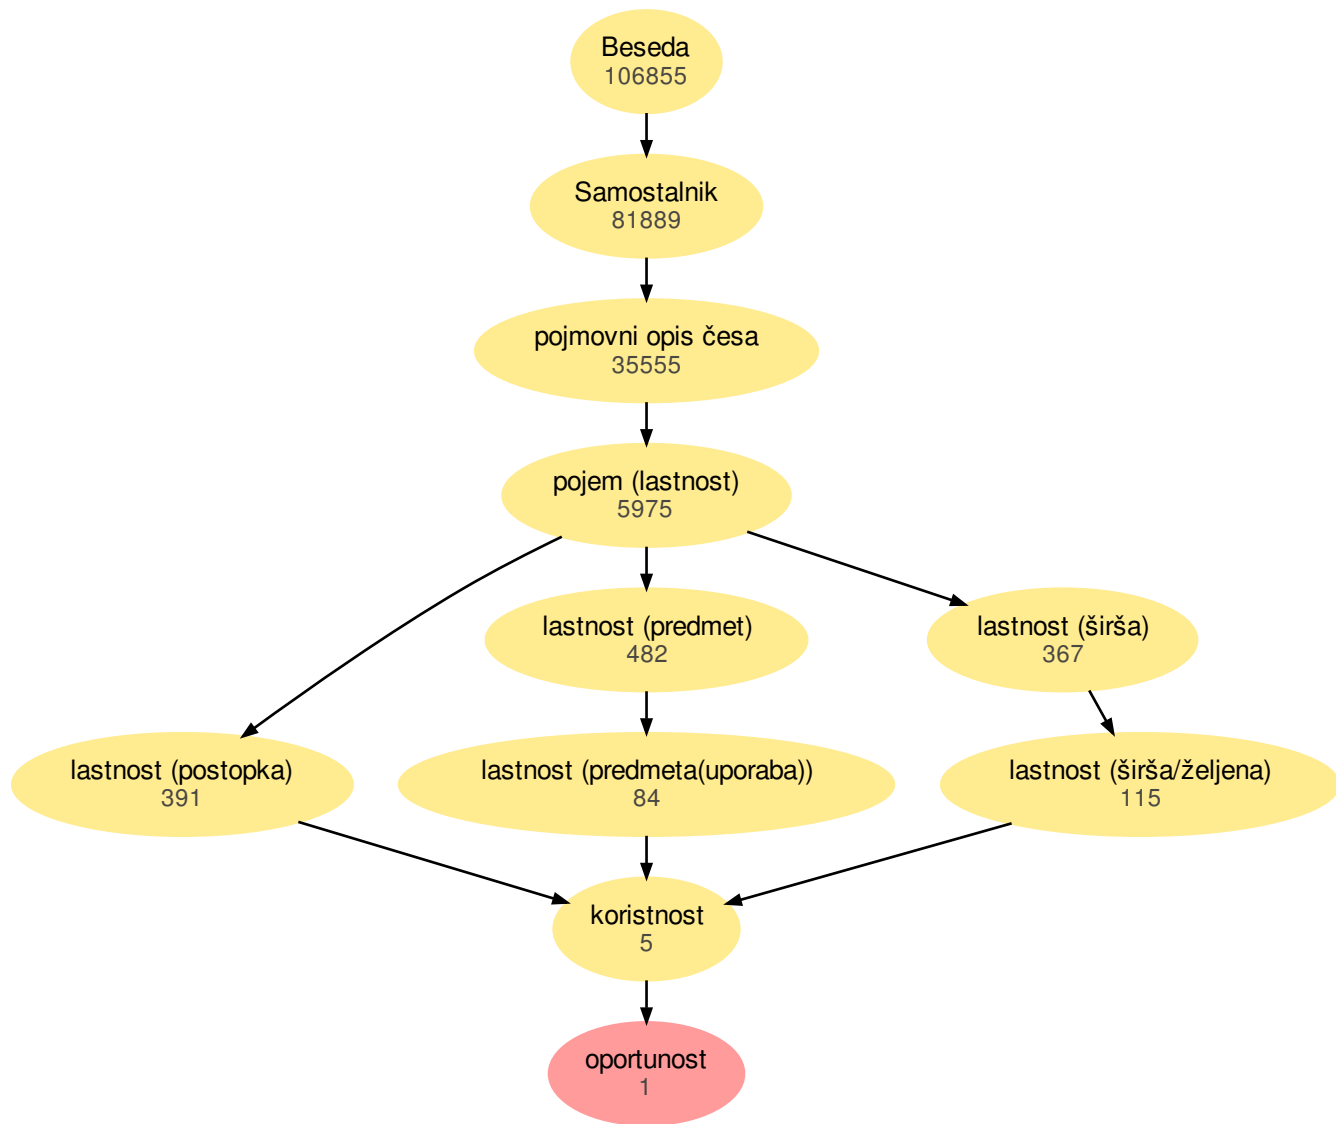 Beseda
106855
Samostalnik
81889
pojmovni opis česa
35555
pojem (lastnost)
5975
lastnost (predmet)
482
lastnost (širša)
367
lastnost (postopka)
391
lastnost (predmeta(uporaba))
84
lastnost (širša/željena)
115
koristnost
5
oportunost
1